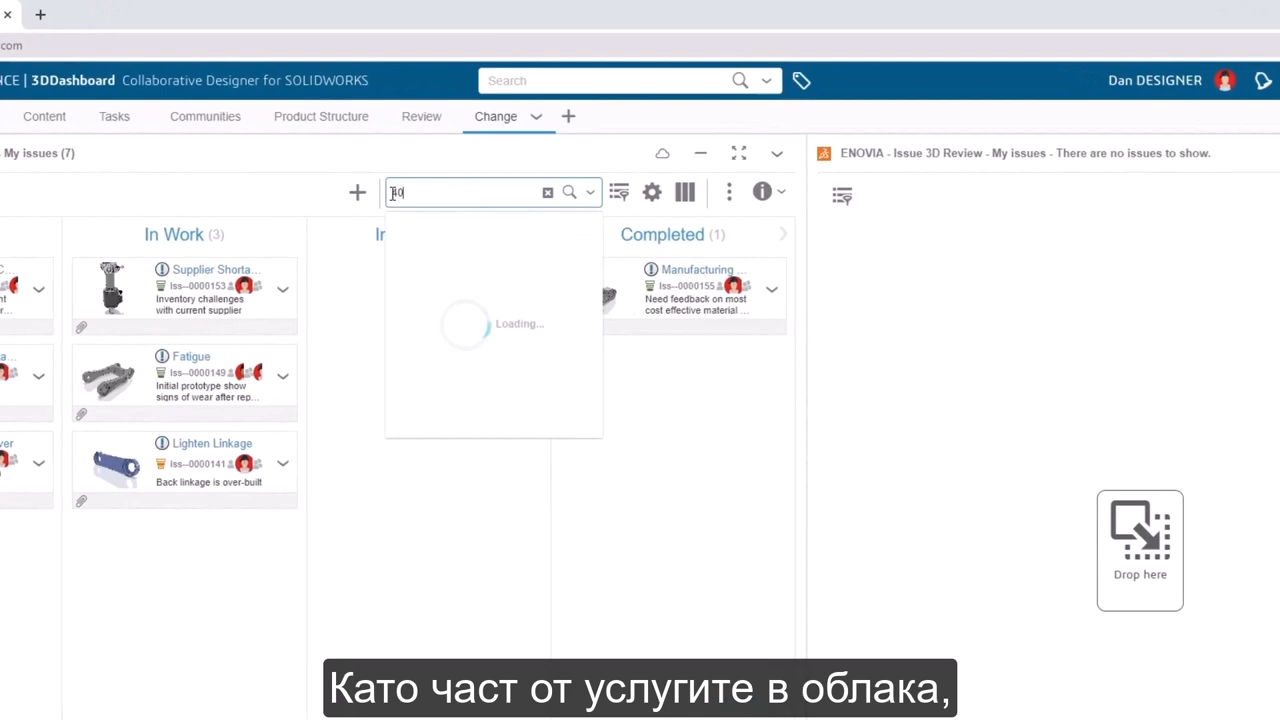 com
NCE | 3DDashboard Collaborative Designer for SOLIDWORKS
Search
Dan DESIGNER
Content
Tasks
Communities
Product Structure
Review
Change
My issues (7)
ENOVIA - Issue 3D Review - My issues - There are no issues to show.
In Work (3)
In
Completed (1)
C...
Supplier Shorta...
Iss--0000153
Inventory challenges
with current supplier
Manufacturing ...
Iss--0000155
Need feedback on most
cost effective material ...
Loading...
a...
Fatigue
Iss--0000149
Initial prototype show
signs of wear after rep...
ver
Lighten Linkage
Iss--0000141
Back linkage is over-built
Drop here
Като част от услугите в облака,